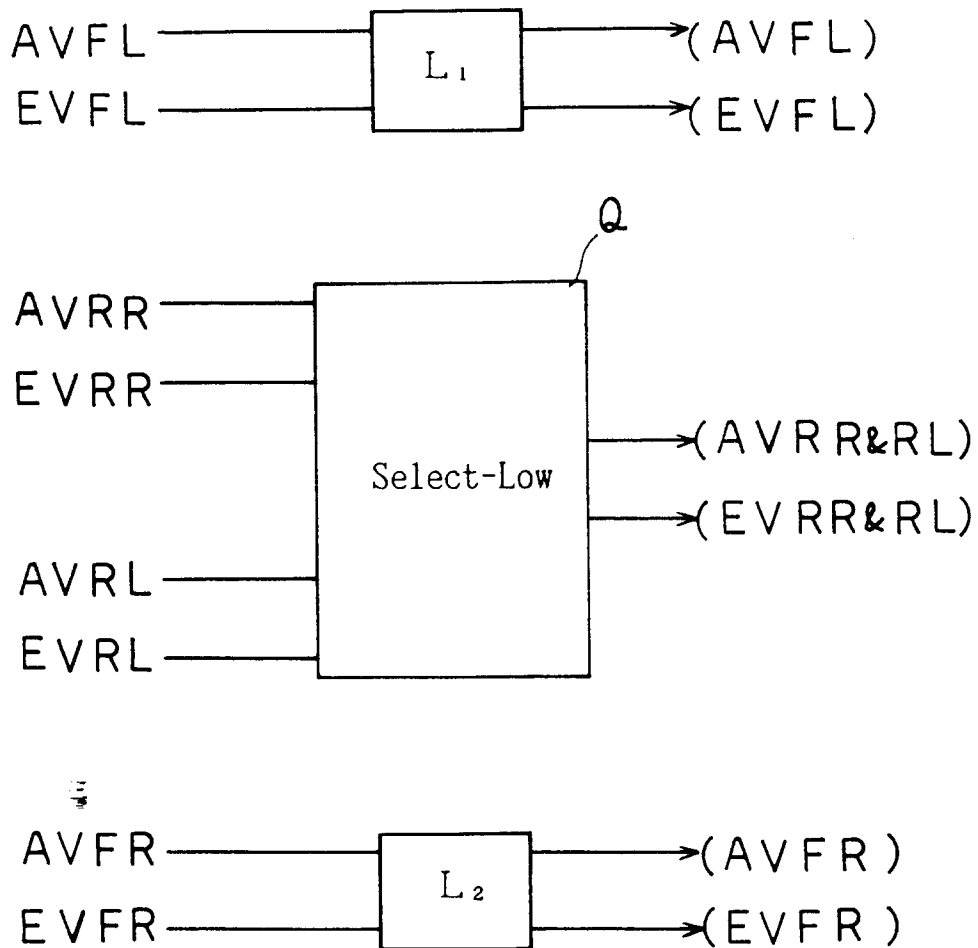 AVFL L₁ (AVFL)
EVFL (EVFL)
Q
AVRR
EVRR
(AVRR&RL)
Select-Low
(EVRR&RL)
AVRL
EVRL
AVFR (AVFR)
L₂
EVFR (EVFR)